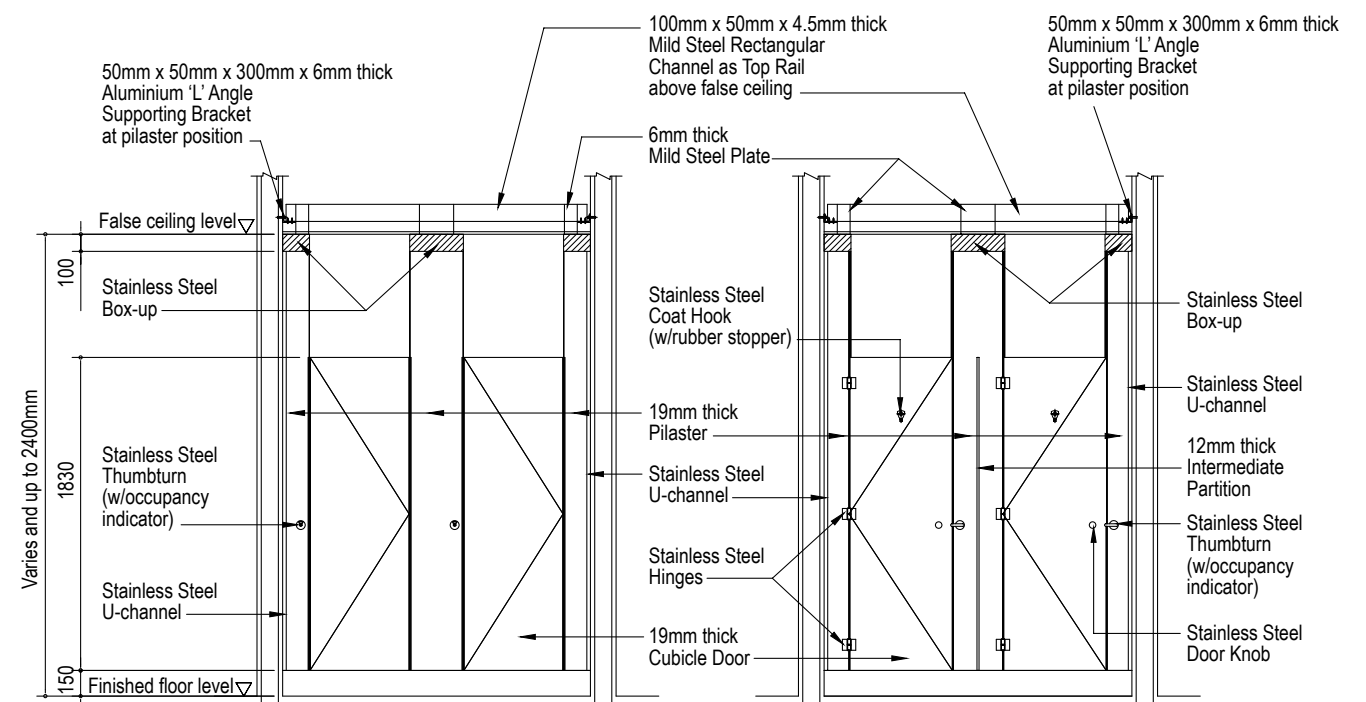 100mm x 50mm x 4.5mm thick
Mild Steel Rectangular
Channel as Top Rail
above false ceiling
50mm x 50mm x 300mm x 6mm thick
Aluminium ‘L’ Angle
Supporting Bracket
at pilaster position
50mm x 50mm x 300mm x 6mm thick
Aluminium ‘L’ Angle
Supporting Bracket
at pilaster position
6mm thick
Mild Steel Plate
False ceiling level
100
Stainless Steel
Box-up
Stainless Steel
Coat Hook
(w/rubber stopper)
Stainless Steel
Box-up
Varies and up to 2400mm
1830
19mm thick
Pilaster
Stainless Steel
U-channel
Stainless Steel
Thumbturn
(w/occupancy
indicator)
Stainless Steel
U-channel
12mm thick
Intermediate
Partition
Stainless Steel
Hinges
Stainless Steel
Thumbturn
(w/occupancy
indicator)
Stainless Steel
U-channel
19mm thick
Cubicle Door
Stainless Steel
Door Knob
150
Finished floor level